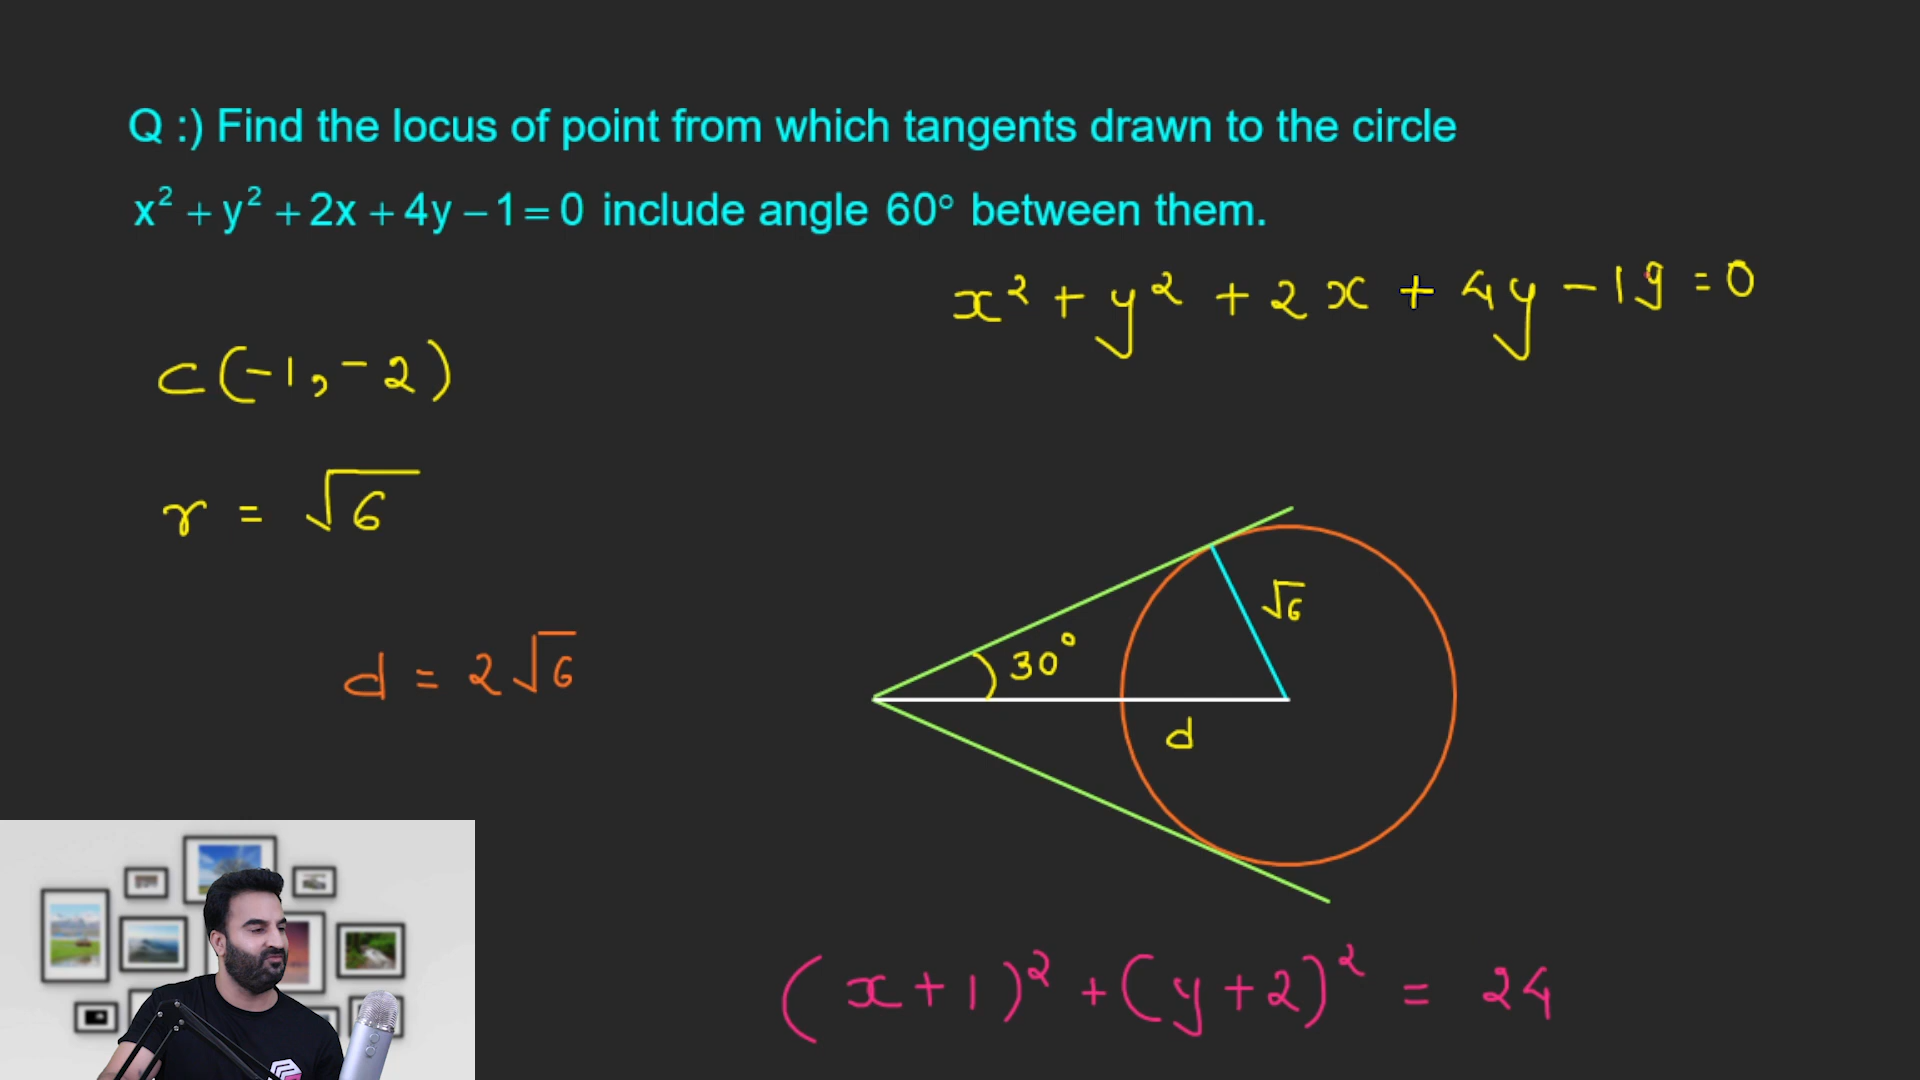 Q :) Find the locus of point from which tangents drawn to the circle
x² + y² + 2x + 4y − 1 = 0 include angle 60° between them.
x² + y² + 2x + 4y − 19 = 0
C(-1, -2)
r = √6
d = 2√6
√6
30°
d
(x+1)² + (y+2)² = 24